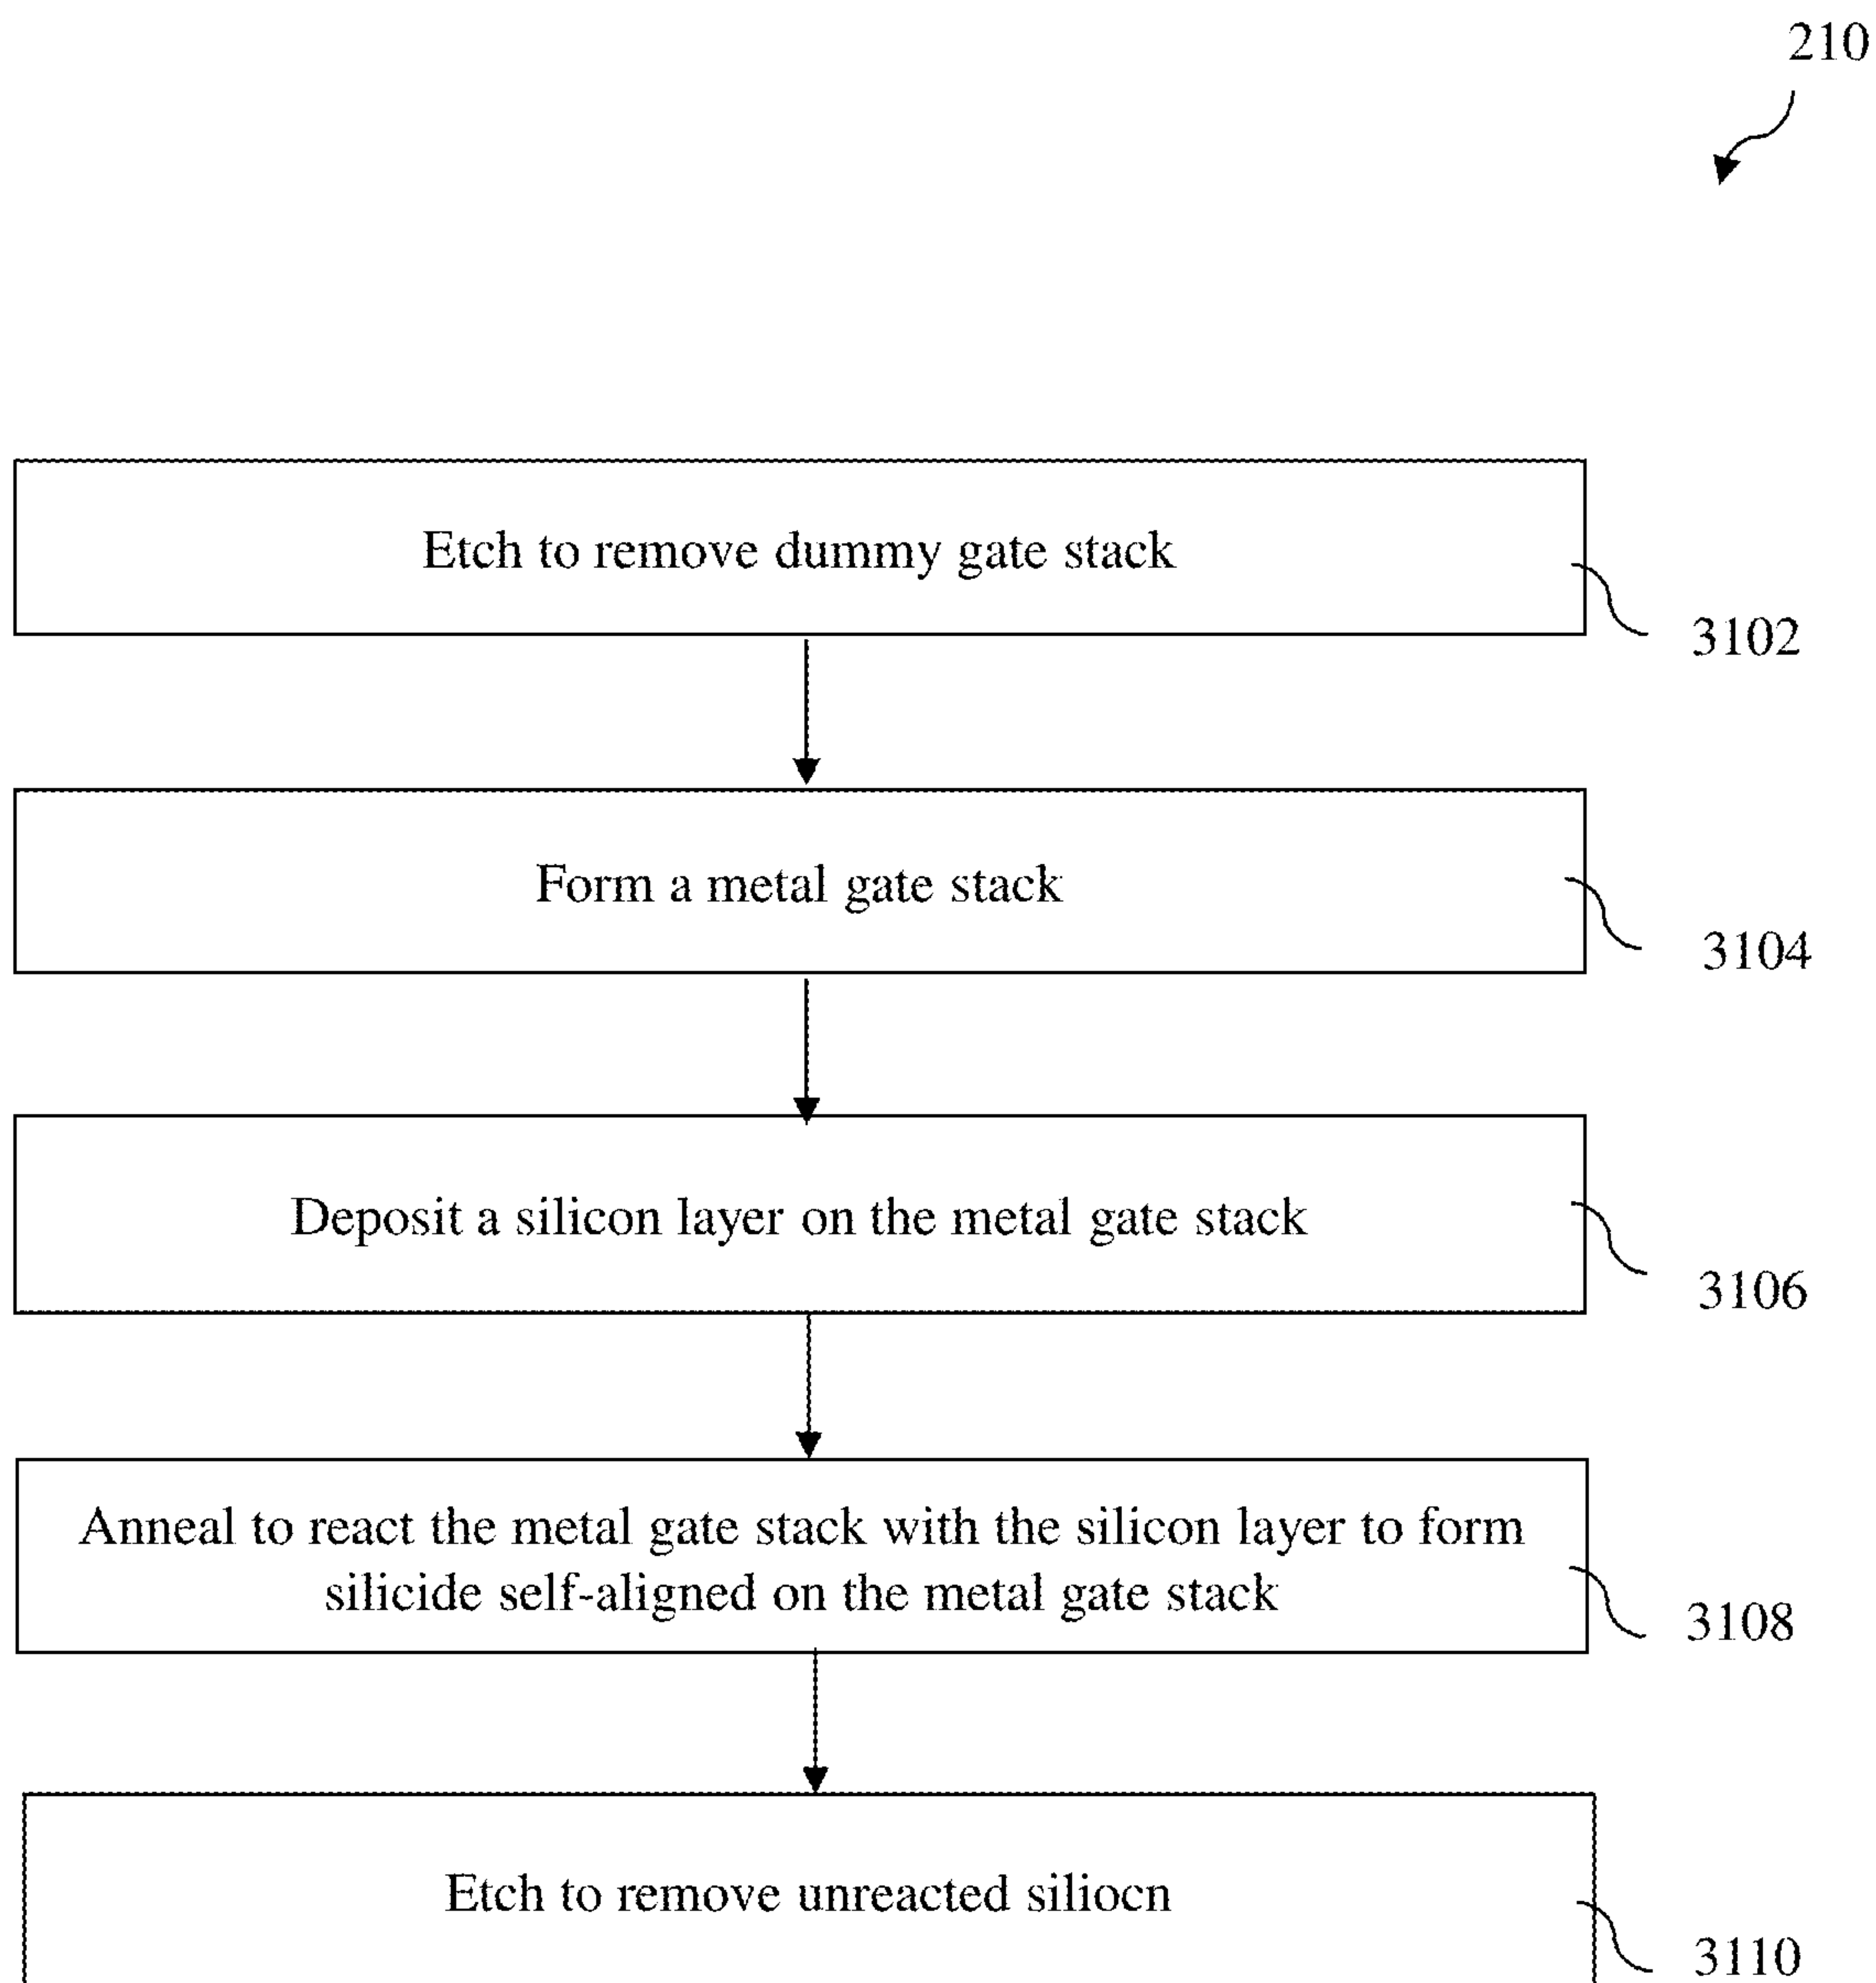 210
Etch to remove dummy gate stack
3102
Form a metal gate stack
3104
Deposit a silicon layer on the metal gate stack
3106
Anneal to react the metal gate stack with the silicon layer to form
silicide self-aligned on the metal gate stack
3108
Etch to remove unreacted siliocn
3110